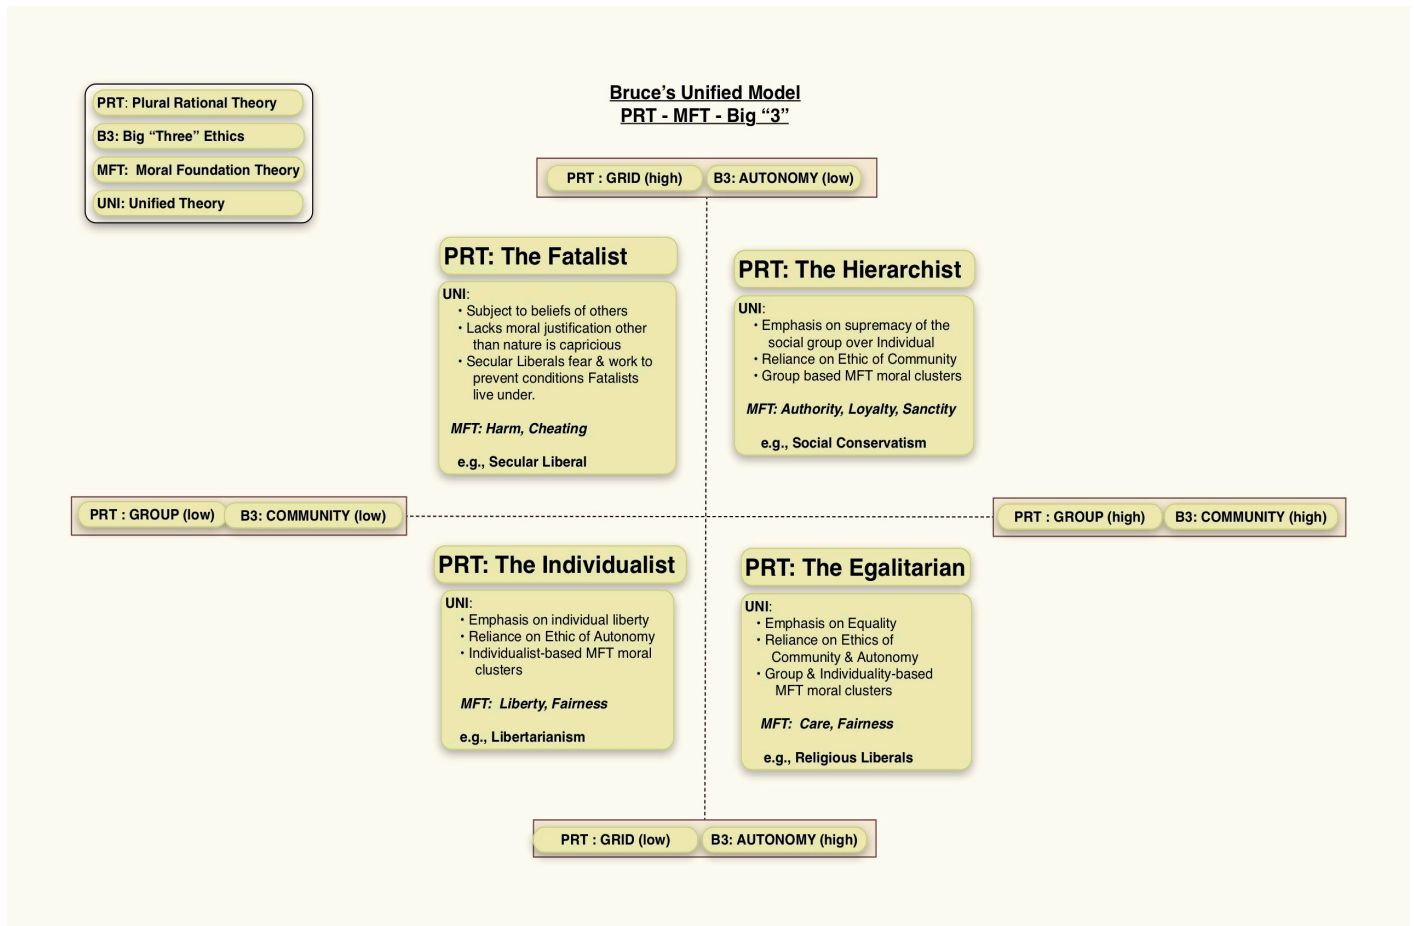 Bruce’s Unified Model
PRT - MFT - Big “3”
PRT: Plural Rational Theory
B3: Big “Three” Ethics
MFT:  Moral Foundation Theory
UNI: Unified Theory
PRT : GRID (high)
B3: AUTONOMY (low)
PRT: The Fatalist
UNI:
• Subject to beliefs of others
• Lacks moral justification other
than nature is capricious
• Secular Liberals fear & work to
prevent conditions Fatalists
live under.
MFT: Harm, Cheating
e.g., Secular Liberal
PRT: The Hierarchist
UNI:
• Emphasis on supremacy of the
social group over Individual
• Reliance on Ethic of Community
• Group based MFT moral clusters
MFT: Authority, Loyalty, Sanctity
e.g., Social Conservatism
PRT : GROUP (low)
B3: COMMUNITY (low)
PRT : GROUP (high)
B3: COMMUNITY (high)
PRT: The Individualist
UNI:
• Emphasis on individual liberty
• Reliance on Ethic of Autonomy
• Individualist-based MFT moral
clusters
MFT:  Liberty, Fairness
e.g., Libertarianism
PRT: The Egalitarian
UNI:
• Emphasis on Equality
• Reliance on Ethics of
Community & Autonomy
• Group & Individuality-based
MFT moral clusters
MFT:  Care, Fairness
e.g., Religious Liberals
PRT : GRID (low)
B3: AUTONOMY (high)